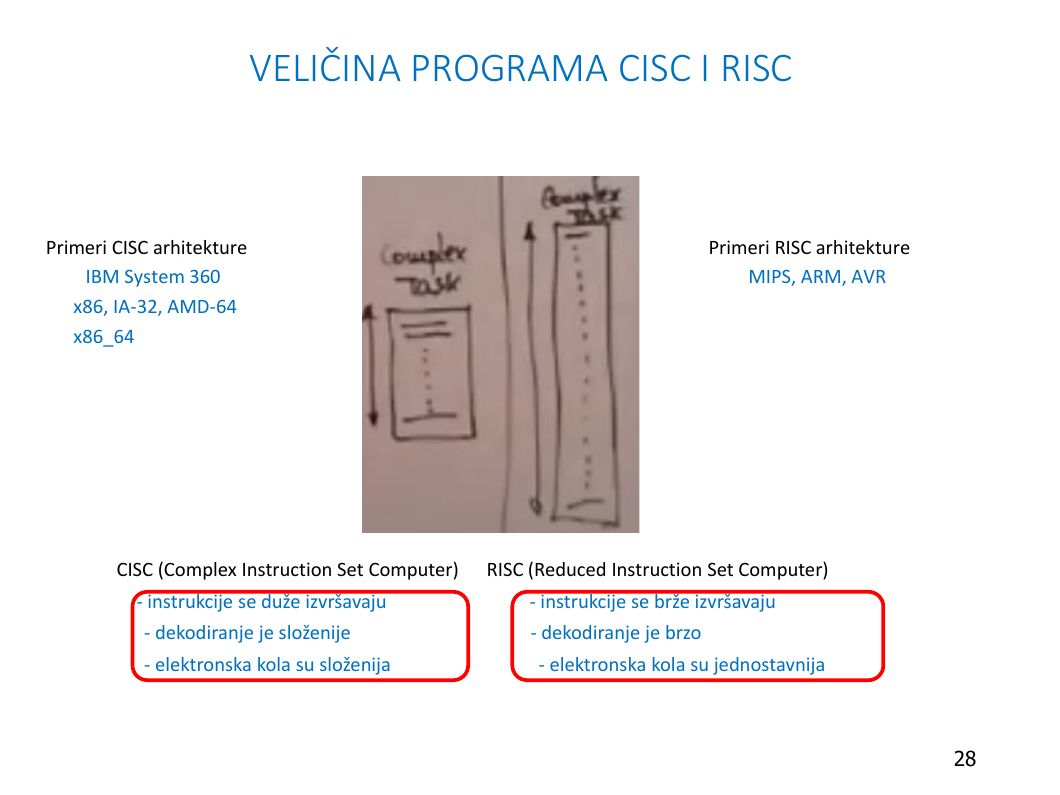 VELIČINA PROGRAMA CISC I RISC
Primeri CISC arhitekture
IBM System 360
x86, IA-32, AMD-64
x86_64
Complex
Task
Complex
Task
Primeri RISC arhitekture
MIPS, ARM, AVR
CISC (Complex Instruction Set Computer)
- instrukcije se duže izvršavaju
- dekodiranje je složenije
- elektronska kola su složenija
RISC (Reduced Instruction Set Computer)
- instrukcije se brže izvršavaju
- dekodiranje je brzo
- elektronska kola su jednostavnija
28